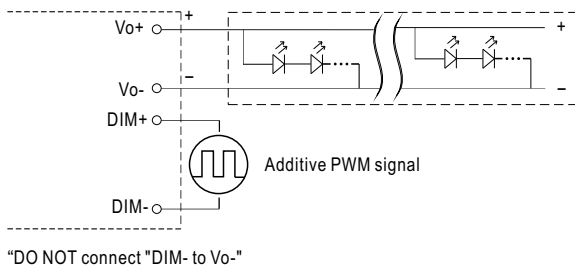 Vo+
+
+
Vo-
–
–
DIM+
Additive PWM signal
DIM-
“DO NOT connect "DIM- to Vo-"